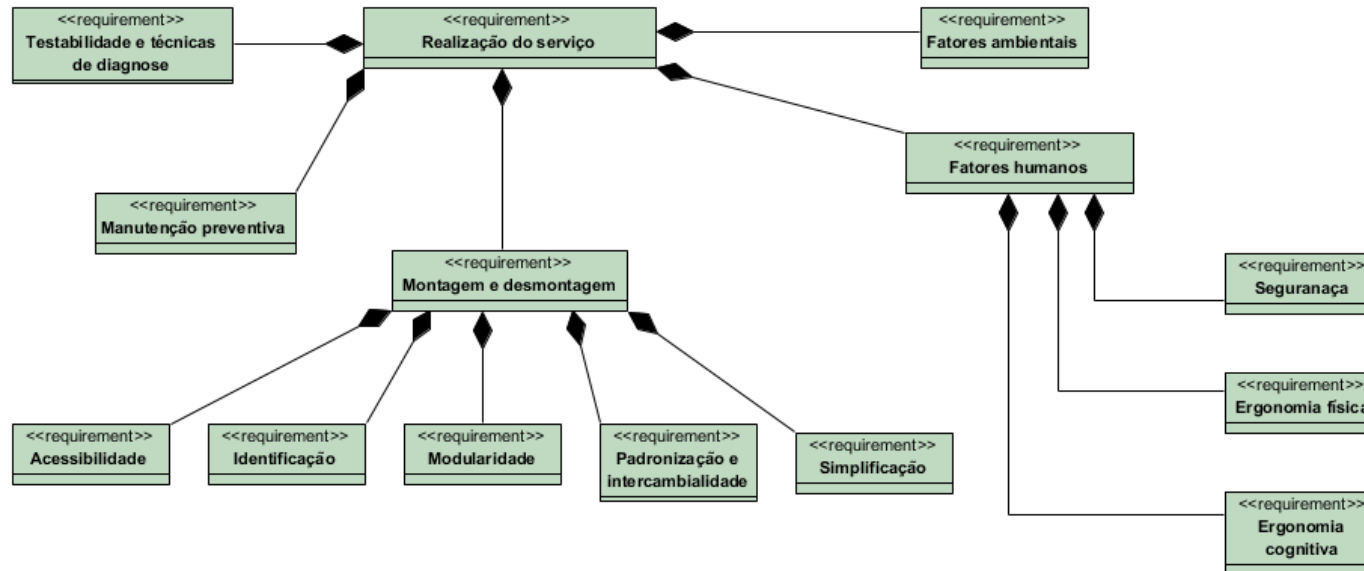 <<requirement>>
Testabilidade e técnicas
de diagnose
<<requirement>>
Realização do serviço
<<requirement>>
Fatores ambientais
<<requirement>>
Fatores humanos
<<requirement>>
Manutenção preventiva
<<requirement>>
Montagem e desmontagem
<<requirement>>
Seguranaça
<<requirement>>
Ergonomia física
<<requirement>>
Acessibilidade
<<requirement>>
Identificação
<<requirement>>
Modularidade
<<requirement>>
Padronização e
intercambialidade
<<requirement>>
Simplificação
<<requirement>>
Ergonomia
cognitiva